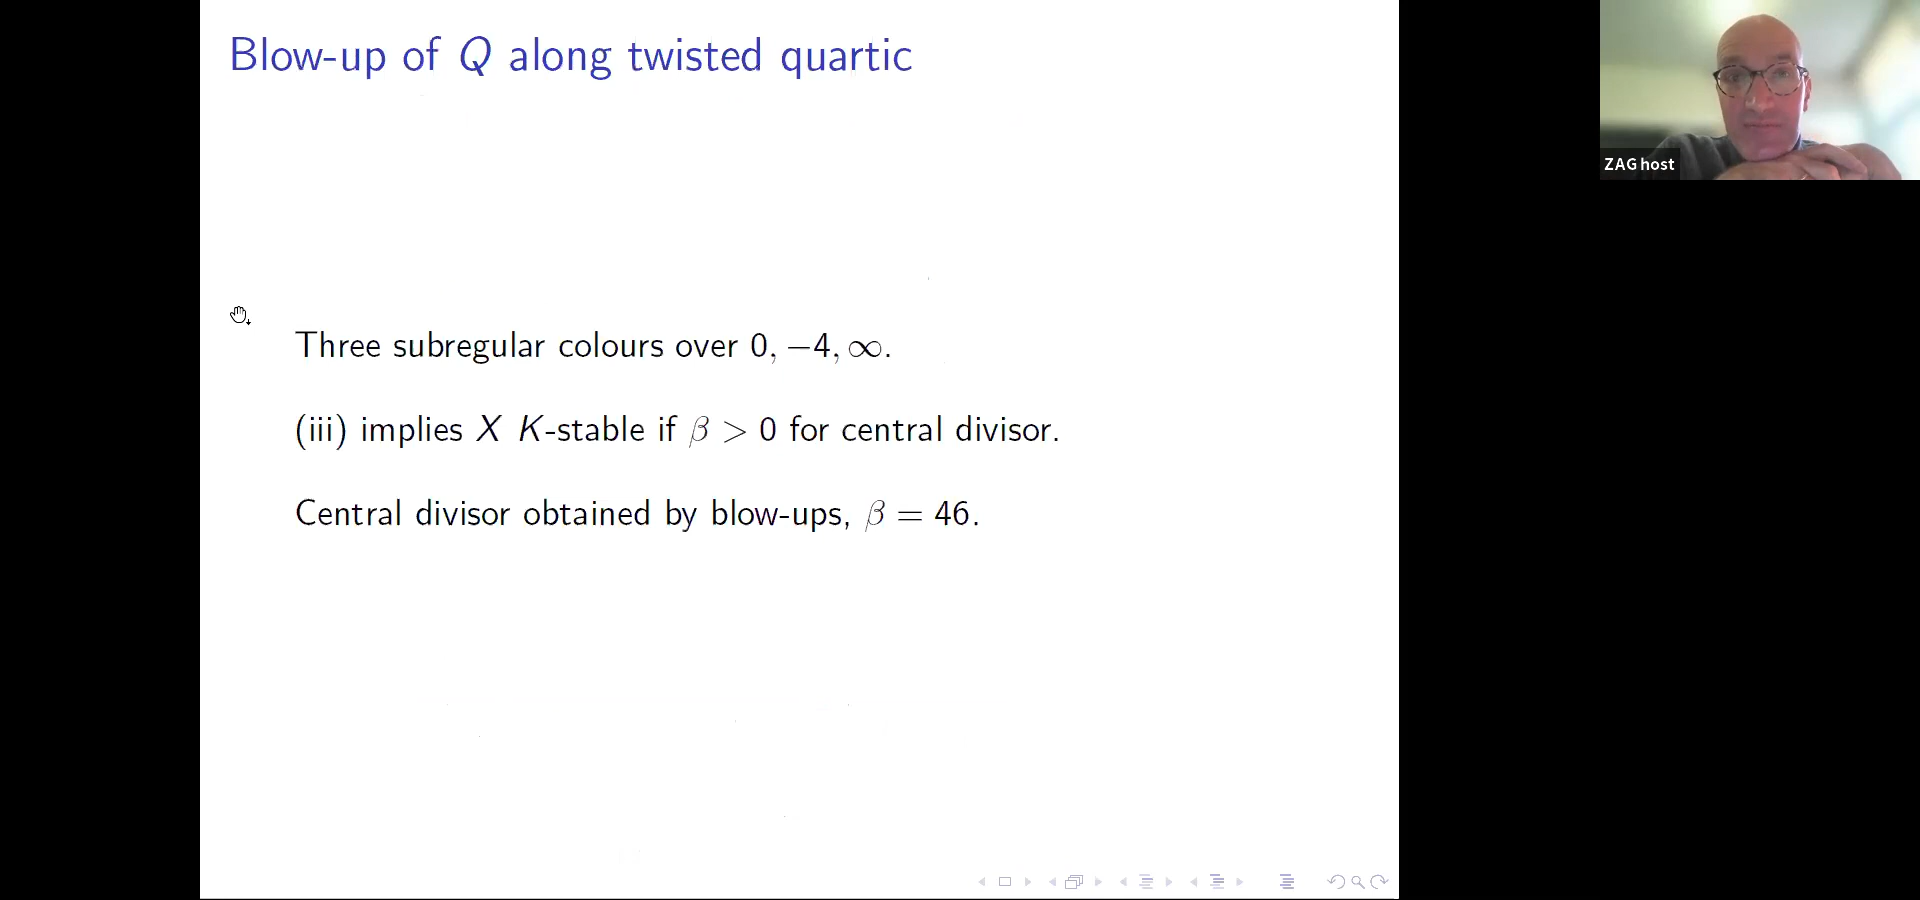 Blow-up of Q along twisted quartic
ZAG host
Three subregular colours over 0, −4, ∞.
(iii) implies X K-stable if β > 0 for central divisor.
Central divisor obtained by blow-ups, β = 46.